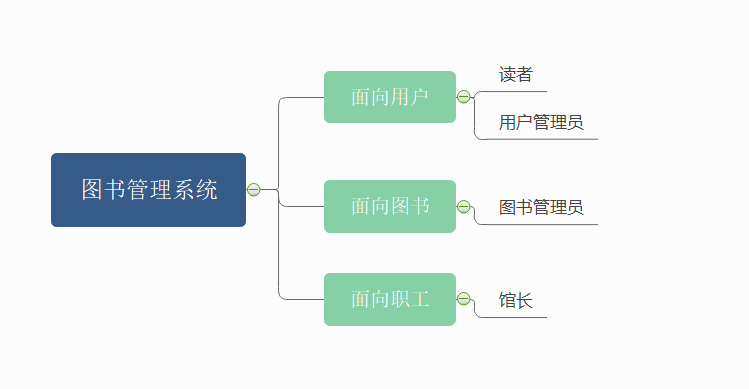 图书管理系统
面向用户
读者
用户管理员
面向图书
图书管理员
面向职工
馆长